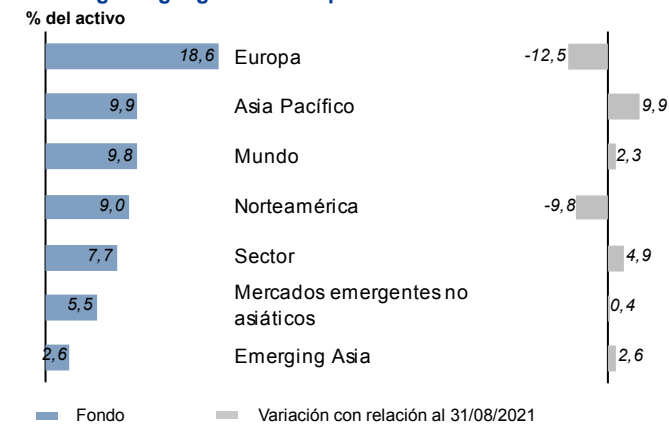 % del activo
18,6 Europa -12,5
9,9 Asia Pacífico 9,9
9,8 Mundo 2,3
9,0 Norteamérica -9,8
7,7 Sector 4,9
5,5 Mercados emergentes no asiáticos 0,4
2,6 Emerging Asia 2,6
Fondo Variación con relación al 31/08/2021